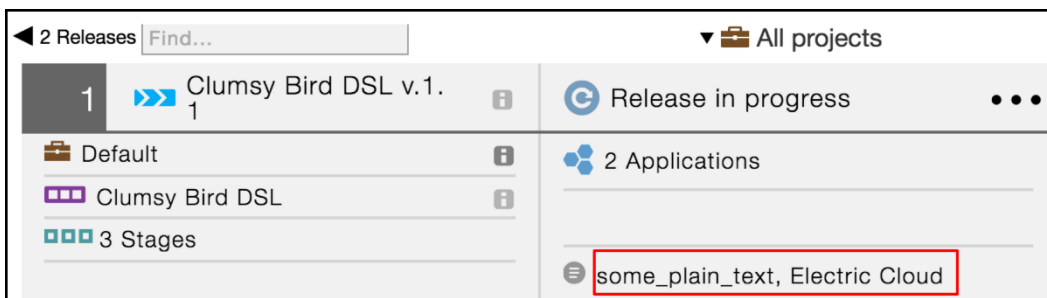 2 Releases Find... All projects
1 Clumsy Bird DSL v.1.
1
Release in progress
Default
2 Applications
Clumsy Bird DSL
3 Stages
some_plain_text, Electric Cloud